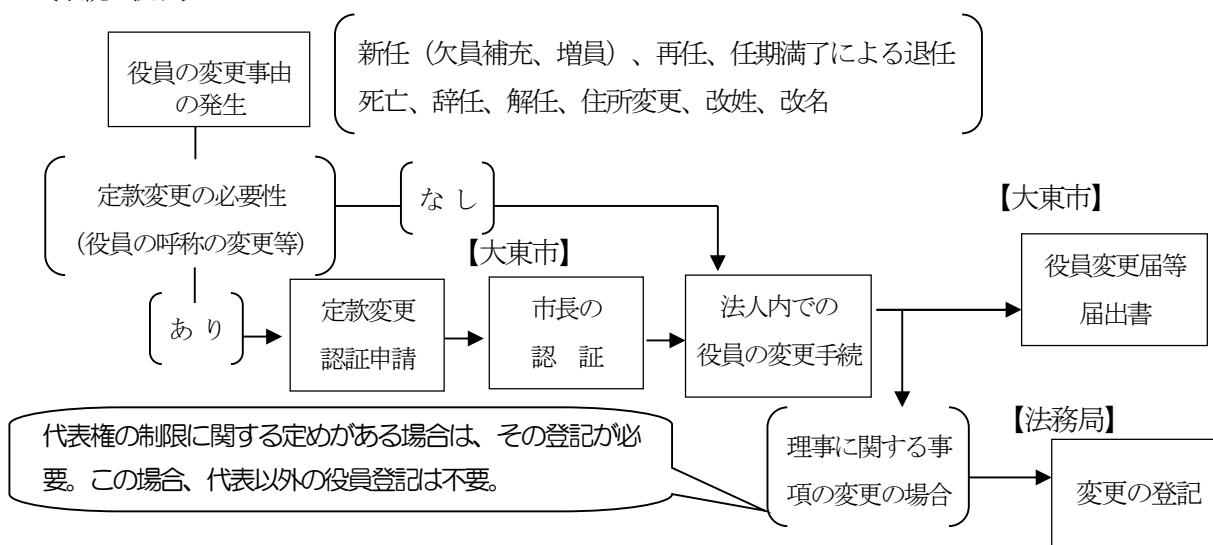 役員の変更事由
の発生
新任（欠員補充、増員）、再任、任期満了による退任
死亡、辞任、解任、住所変更、改姓、改名
定款変更の必要性
（役員の呼称の変更等）
な し
【大東市】
【大東市】
役員変更届等
届出書
あ り
定款変更
認証申請
市長の
認　証
法人内での
役員の変更手続
代表権の制限に関する定めがある場合は、その登記が必
要。この場合、代表以外の役員登記は不要。
理事に関する事
項の変更の場合
【法務局】
変更の登記